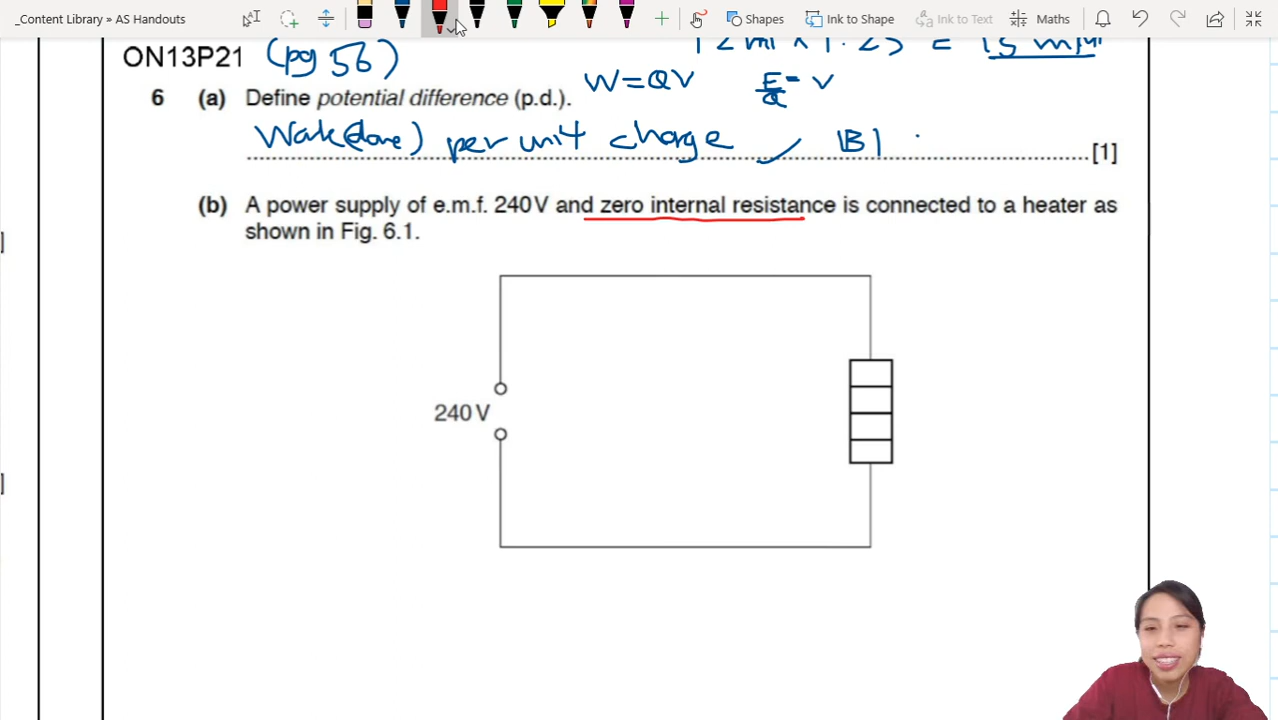 _Content Library » AS Handouts
Shapes
Ink to Shape
Ink to Text
Maths
ON13P21 (pg 56)
W=QV E/Q = V
6 (a) Define potential difference (p.d.).
Work(done) per unit charge ✓ B1
[1]
(b) A power supply of e.m.f. 240V and zero internal resistance is connected to a heater as
shown in Fig. 6.1.
240V